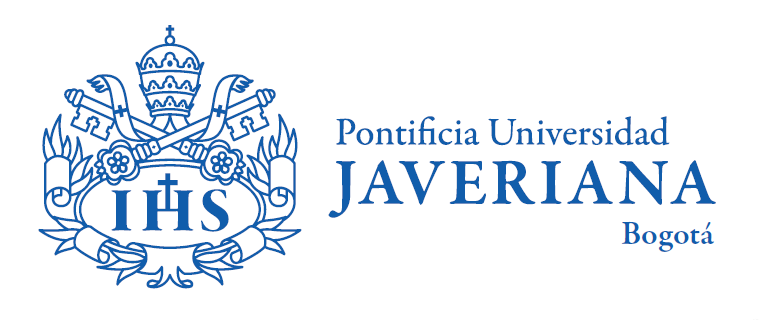 IHS
Pontificia Universidad
JAVERIANA
Bogotá